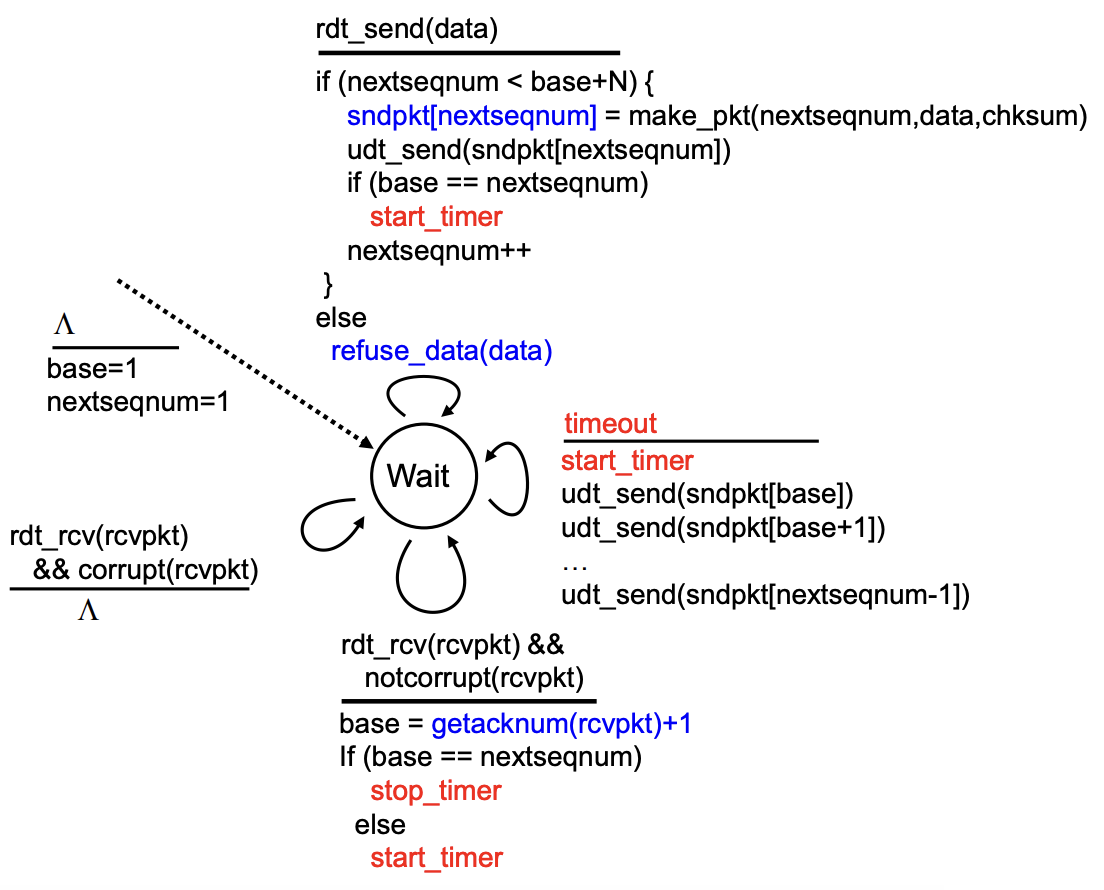 rdt_send(data)
if (nextseqnum < base+N) {
sndpkt[nextseqnum] = make_pkt(nextseqnum,data,chksum)
udt_send(sndpkt[nextseqnum])
if (base == nextseqnum)
start_timer
nextseqnum++
}
else
refuse_data(data)
Λ
base=1
nextseqnum=1
Wait
timeout
start_timer
udt_send(sndpkt[base])
udt_send(sndpkt[base+1])
…
udt_send(sndpkt[nextseqnum-1])
rdt_rcv(rcvpkt)
&& corrupt(rcvpkt)
Λ
rdt_rcv(rcvpkt) &&
notcorrupt(rcvpkt)
base = getacknum(rcvpkt)+1
If (base == nextseqnum)
stop_timer
else
start_timer